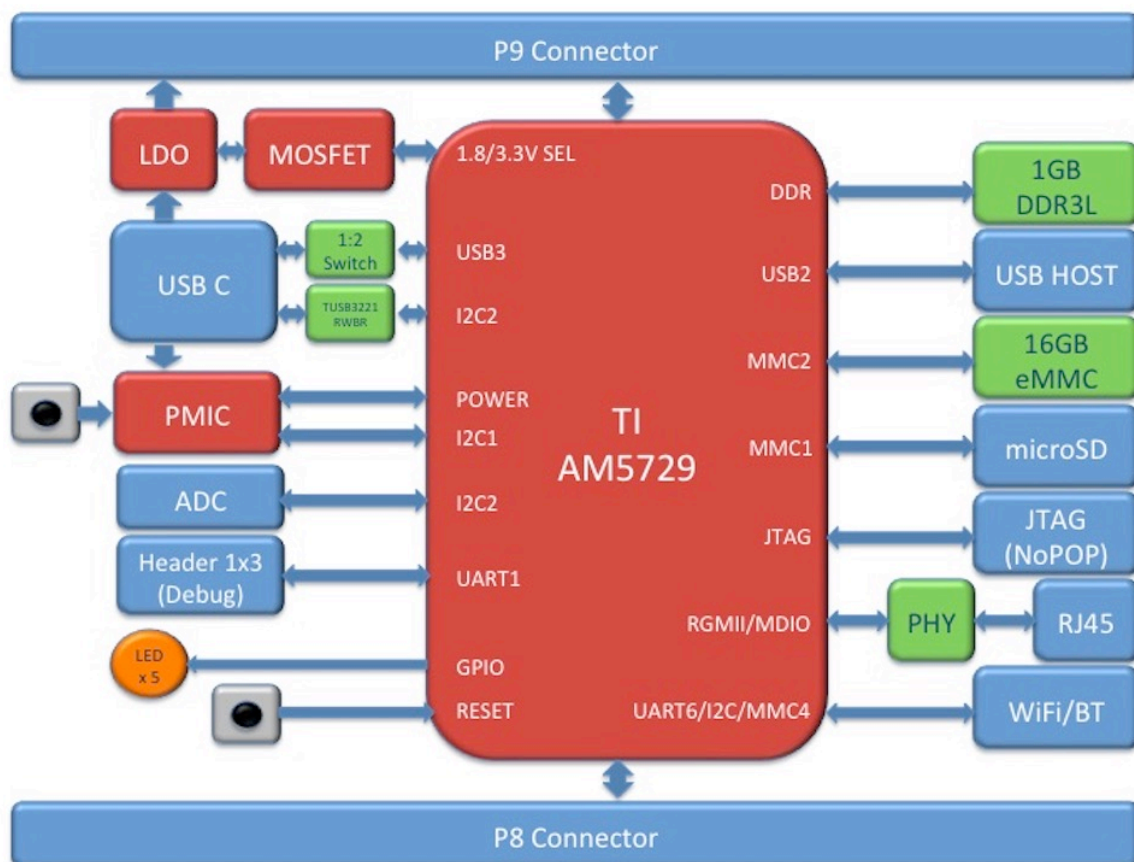 P9 Connector
LDO
MOSFET
1.8/3.3V SEL
DDR
1GB
DDR3L
USB C
1:2
Switch
USB3
USB2
USB HOST
TUSB3221
RWBR
I2C2
MMC2
16GB
eMMC
PMIC
POWER
I2C1
TI
AM5729
MMC1
microSD
ADC
I2C2
JTAG
JTAG
(NoPOP)
Header 1x3
(Debug)
UART1
RGMII/MDIO
PHY
RJ45
LED
x 5
GPIO
RESET
UART6/I2C/MMC4
WiFi/BT
P8 Connector